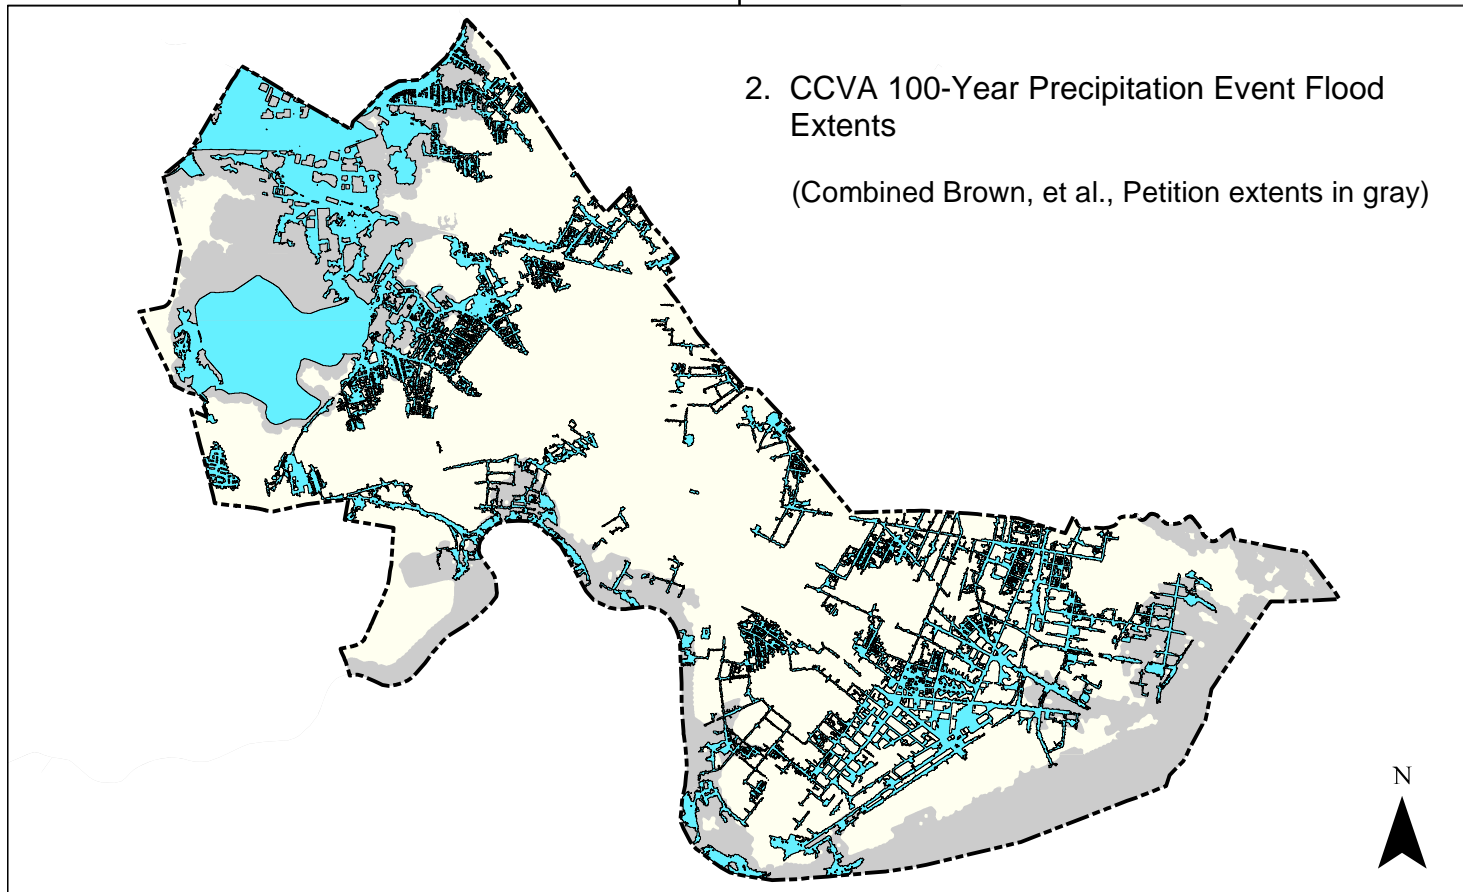 2. CCVA 100-Year Precipitation Event Flood
Extents
(Combined Brown, et al., Petition extents in gray)
N